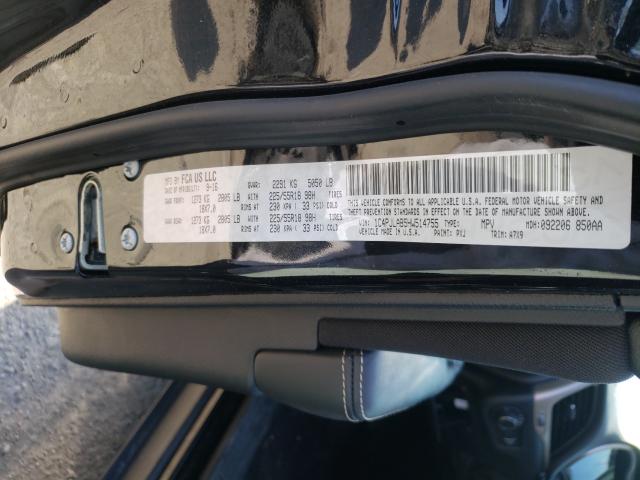 MFD BY FCA US LLC
DATE OF MFR 9-16
GVWR: 2291 KG 5050 LB
GAWR FRONT: 1273 KG 2805 LB WITH 225/55R18 98H
18X7.0 RIMS AT 230 KPA / 33 PSI COLD
GAWR REAR: 1273 KG 2805 LB WITH 225/55R18 98H
18X7.0 RIMS AT 230 KPA / 33 PSI COLD
THIS VEHICLE CONFORMS TO ALL APPLICABLE U.S.A. FEDERAL MOTOR VEHICLE SAFETY AND
THEFT PREVENTION STANDARDS IN EFFECT ON THE DATE OF MANUFACTURE SHOWN ABOVE.
VIN: 1C4PJLAB5HW514755 TYPE: MPV MDH: 092206 850AA
VEHICLE MADE IN U.S.A. PAINT: PXJ TRIM: A7X9